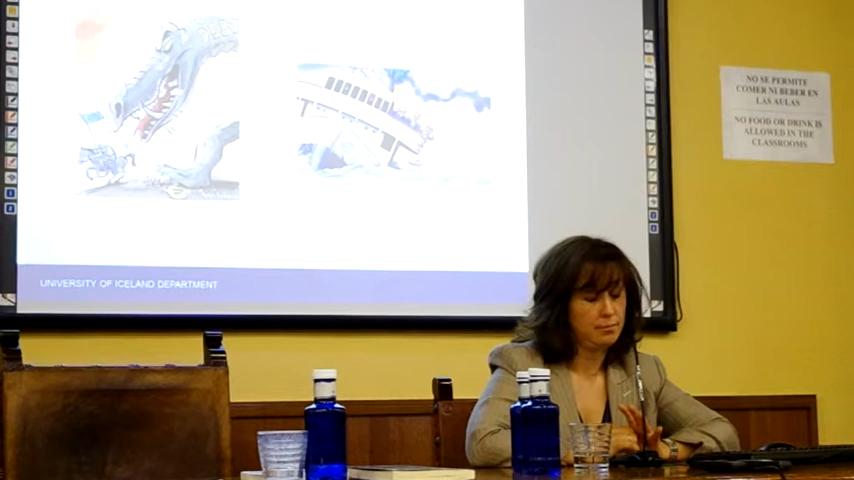 NO SE PERMITE
COMER NI BEBER EN
LAS AULAS
NO FOOD OR DRINK IS
ALLOWED IN THE
CLASSROOMS
UNIVERSITY OF ICELAND DEPARTMENT